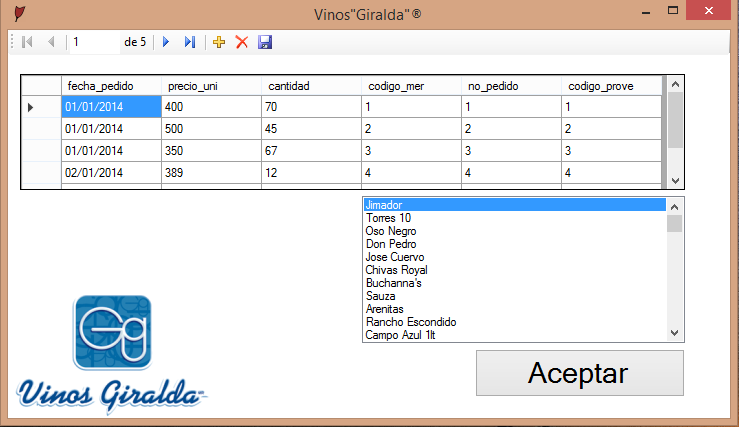 Vinos"Giralda"®
1 de 5
fecha_pedido precio_uni cantidad codigo_mer no_pedido codigo_prove
01/01/2014 400 70 1 1 1
01/01/2014 500 45 2 2 2
01/01/2014 350 67 3 3 3
02/01/2014 389 12 4 4 4
Jimador
Torres 10
Oso Negro
Don Pedro
Jose Cuervo
Chivas Royal
Buchanna's
Sauza
Arenitas
Rancho Escondido
Campo Azul 1lt
Gg
Vinos Giralda
Aceptar